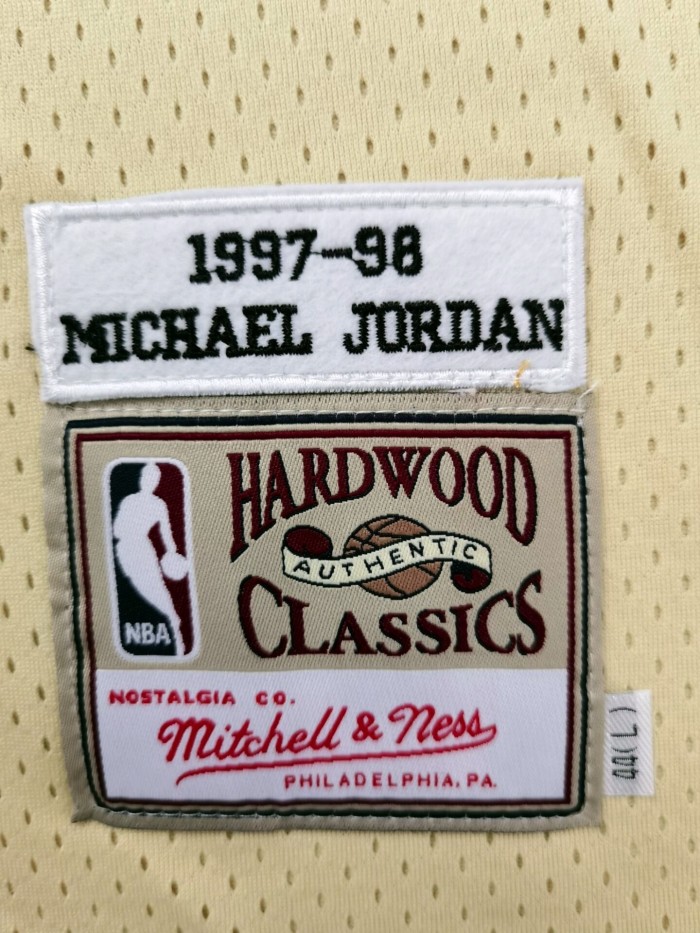 1997-98
MICHAEL JORDAN
HARDWOOD
AUTHENTIC
CLASSICS
NBA
NOSTALGIA CO.
Mitchell & Ness
PHILADELPHIA, PA.
44(L)